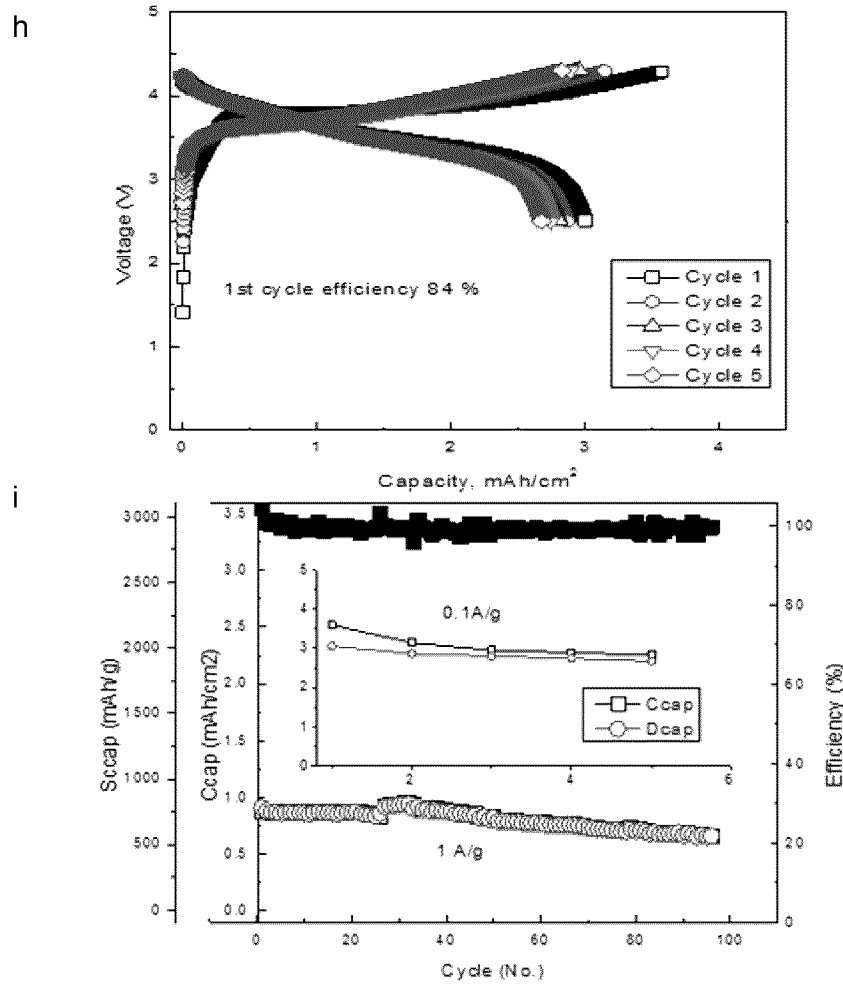 h
5
4
3
2
1
0
Voltage (V)
1st cycle efficiency 84 %
Cycle 1
Cycle 2
Cycle 3
Cycle 4
Cycle 5
0 1 2 3 4
Capacity, mAh/cm²
i
3000
2250
2000
1500
750
500
0
Sccap (mAh/g)
3.5
3.0
2.5
2.0
1.5
1.0
0.5
0.0
Ccap (mAh/cm2)
5
4
3
2
1
0
0.1A/g
Ccap
Dcap
2 4 6
1 A/g
100
80
60
40
20
0
Efficiency (%)
0 20 40 60 80 100
Cycle (No.)